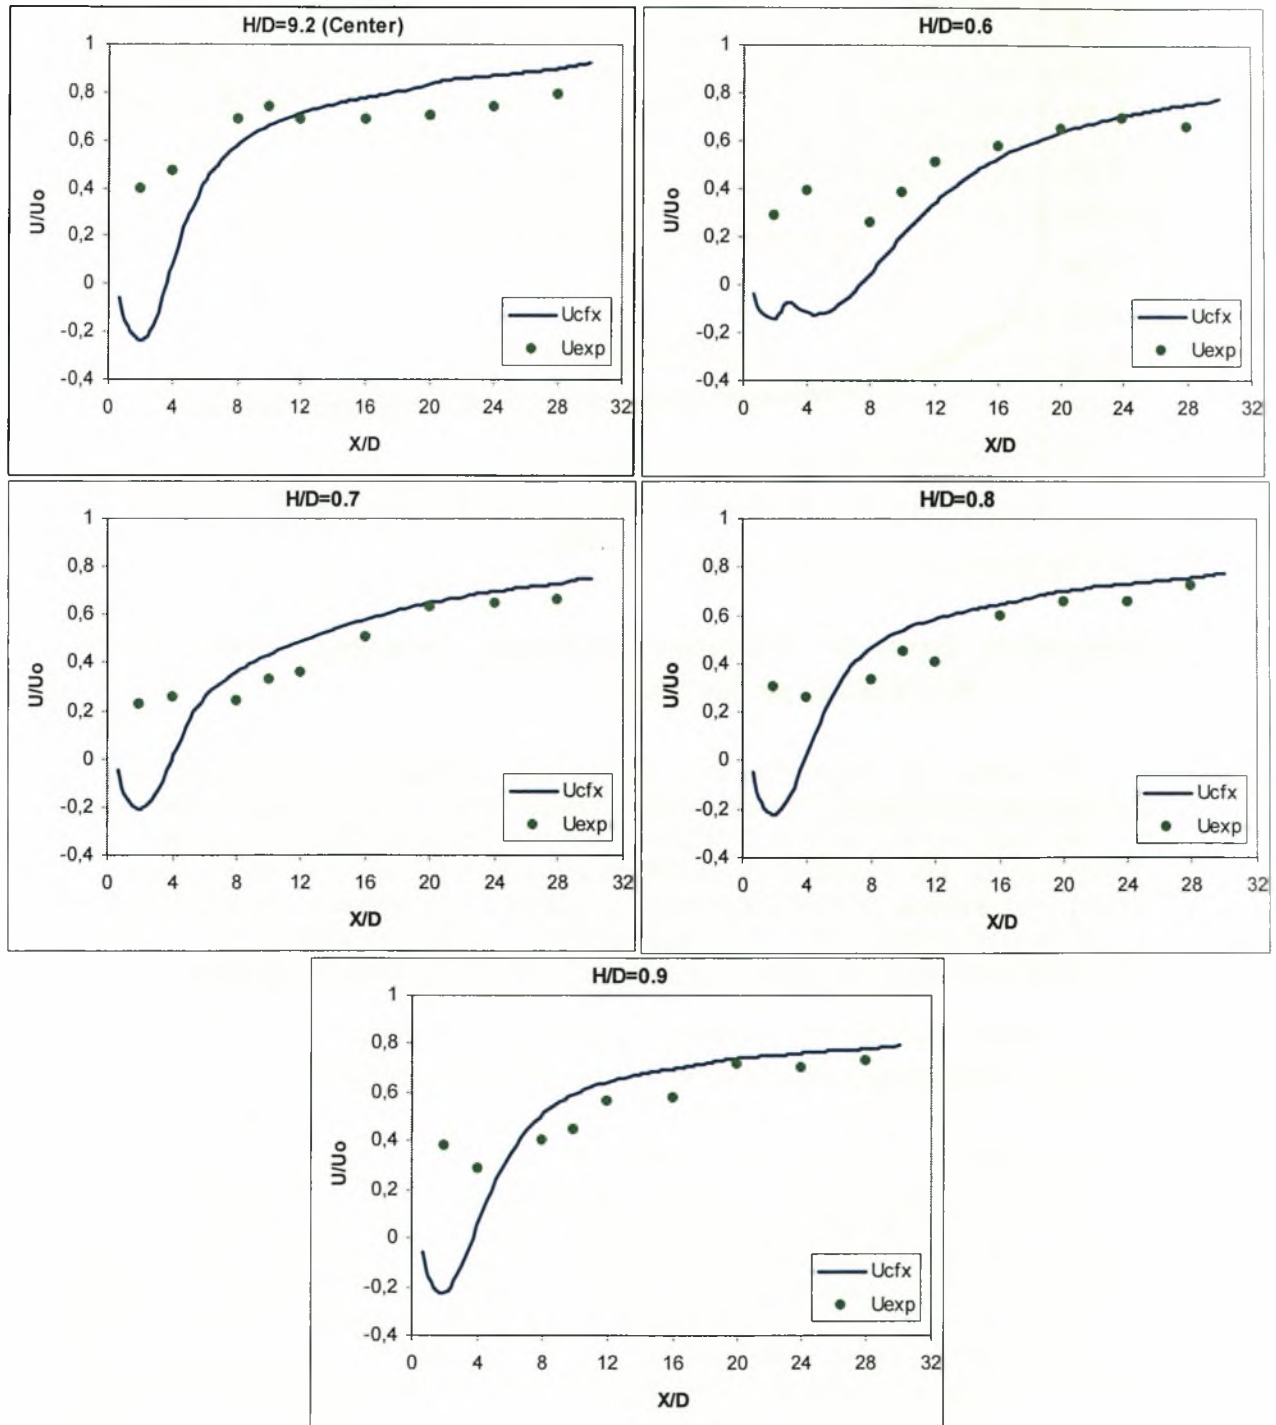 H/D=9.2 (Center)
1
0,8
0,6
0,4
0,2
0
-0,2
-0,4
U/Uo
Ucfx
Uexp
0 4 8 12 16 20 24 28 32
X/D
H/D=0.6
1
0,8
0,6
0,4
0,2
0
-0,2
-0,4
U/Uo
Ucfx
Uexp
0 4 8 12 16 20 24 28 32
X/D
H/D=0.7
1
0,8
0,6
0,4
0,2
0
-0,2
-0,4
U/Uo
Ucfx
Uexp
0 4 8 12 16 20 24 28 32
X/D
H/D=0.8
1
0,8
0,6
0,4
0,2
0
-0,2
-0,4
U/Uo
Ucfx
Uexp
0 4 8 12 16 20 24 28 32
X/D
H/D=0.9
1
0,8
0,6
0,4
0,2
0
-0,2
-0,4
U/Uo
Ucfx
Uexp
0 4 8 12 16 20 24 28 32
X/D